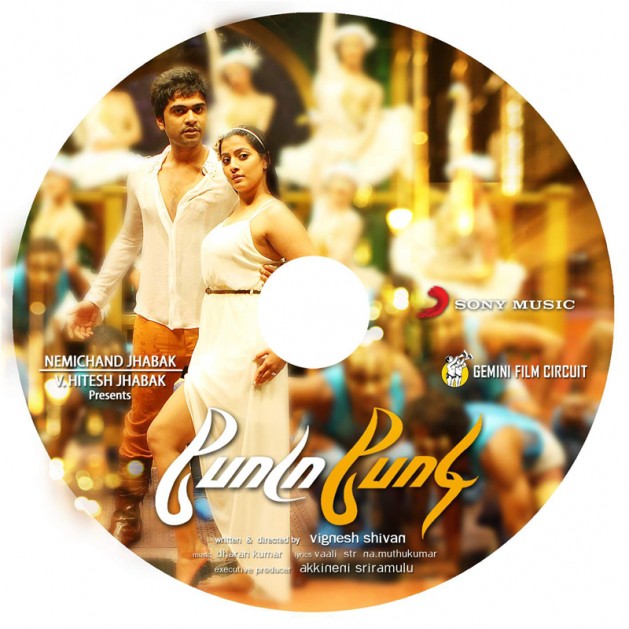 SONY MUSIC
NEMICHAND JHABAK
V. HITESH JHABAK
Presents
GEMINI FILM CIRCUIT
போடா போடி
written & directed by vignesh shivan
music dharan kumar lyrics vaali str na.muthukumar
executive producer akkineni sriramulu